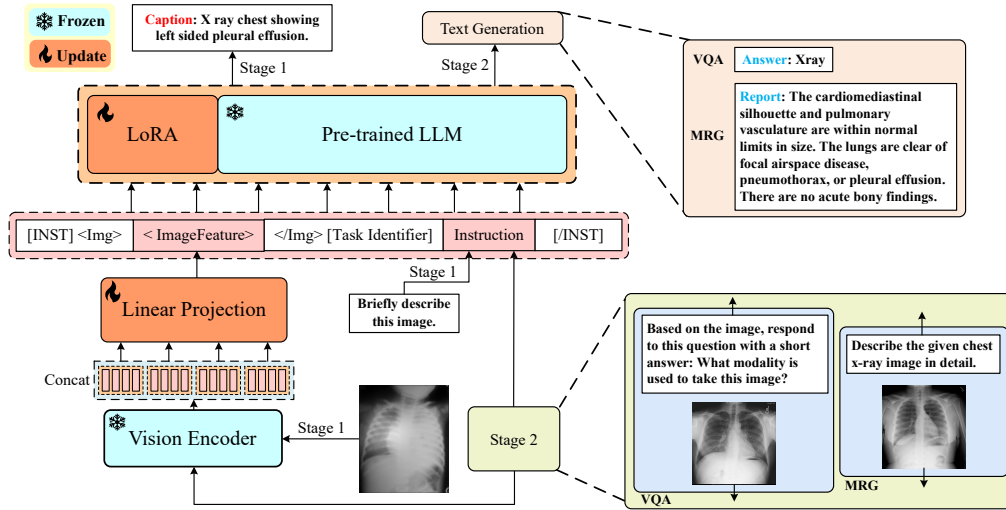 Frozen
Update
Caption: X ray chest showing
left sided pleural effusion.
Stage 1
Text Generation
Stage 2
VQA
Answer: Xray
MRG
Report: The cardiomediastinal
silhouette and pulmonary
vasculature are within normal
limits in size. The lungs are clear of
focal airspace disease,
pneumothorax, or pleural effusion.
There are no acute bony findings.
LoRA
Pre-trained LLM
[INST] <Img>
< ImageFeature>
</Img> [Task Identifier]
Instruction
[/INST]
Stage 1
Briefly describe
this image.
Linear Projection
Concat
Vision Encoder
Stage 1
Stage 2
Based on the image, respond
to this question with a short
answer: What modality is
used to take this image?
VQA
Describe the given chest
x-ray image in detail.
MRG